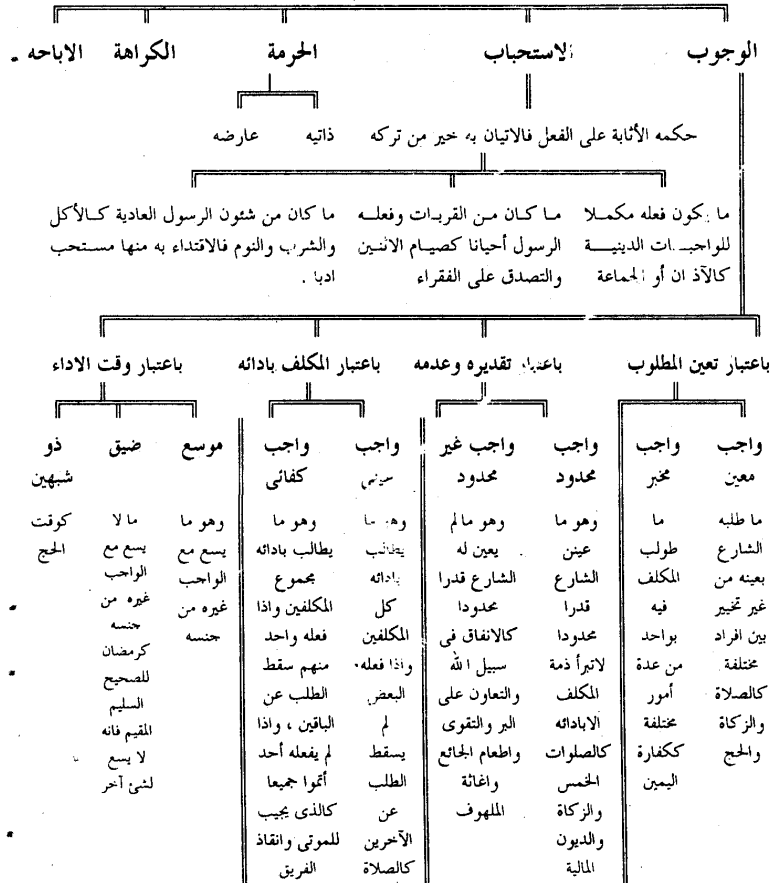 الوجوب
الاستحباب
الحرمة
الكراهة
الاباحه
حكمه الأثابة على الفعل فالاتيان به خير من تركه
ذاتيه
عارضه
ما يكون فعله مكملا
للواجبات الدينية
كالآذان أو الجماعة
ما كان من القربات وفعله
الرسول أحيانا كصيام الاثنين
والتصدق على الفقراء
ما كان من شئون الرسول العادية كالأكل
والشرب والنوم فالاقتداء به منها مستحب
ادبا .
باعتبار تعين المطلوب
باعتبار تقديره وعدمه
باعتبار المكلف بادائه
باعتبار وقت الاداء
واجب
معين
ما طلبه
الشارع
بعينه من
غير تخيير
بين افراد
مختلفة
كالصلاة
والزكاة
والحج
واجب
مخير
ما
طولب
المكلف
فيه
بواحد
من عدة
أمور
مختلفة
ككفارة
اليمين
واجب
محدود
وهو ما
عين
الشارع
قدرا
محدودا
لاتبرأ ذمة
المكلف
الابادائه
كالصلوات
الخمس
والزكاة
والديون
المالية
واجب غير
محدود
وهو مالم
يعين له
الشارع قدرا
محدودا
كالانفاق فى
سبيل الله
والتعاون على
البر والتقوى
واطعام الجائع
واغاثة
الملهوف
واجب
عينى
وهو ما
يطالب
بادائه
كل
المكلفين
واذا فعله
البعض
لم
يسقط
الطلب
عن
الآخرين
كالصلاة
واجب
كفائى
وهو ما
يطالب بادائه
مجموع
المكلفين واذا
فعله واحد
منهم سقط
الطلب عن
الباقين ، واذا
لم يفعله أحد
أثموا جميعا
كالذى يجيب
للموتى وانقاذ
الغريق
موسع
وهو ما
يسع مع
الواجب
غيره من
جنسه
ضيق
ما لا
يسع مع
الواجب
غيره من
جنسه
كرمضان
للصحيح
السليم
المقيم فانه
لا يسع
لشئ آخر
ذو
شبهين
كوقت
الحج